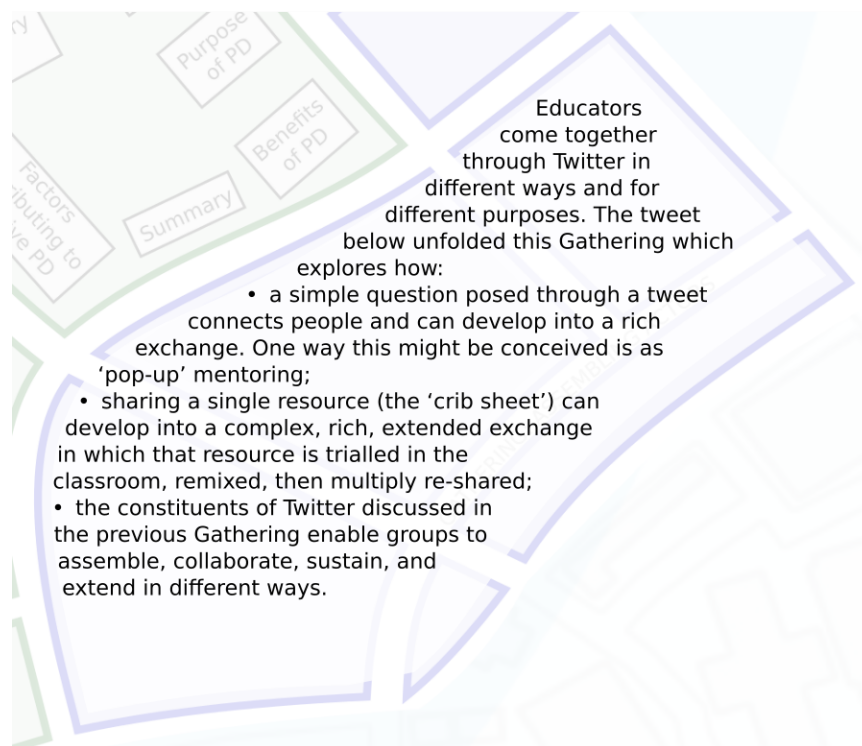 Purpose
of PD
Benefits
of PD
Summary
Factors
Educators
come together
through Twitter in
different ways and for
different purposes. The tweet
below unfolded this Gathering which
explores how:
• a simple question posed through a tweet
connects people and can develop into a rich
exchange. One way this might be conceived is as
‘pop-up’ mentoring;
• sharing a single resource (the ‘crib sheet’) can
develop into a complex, rich, extended exchange
in which that resource is trialled in the
classroom, remixed, then multiply re-shared;
• the constituents of Twitter discussed in
the previous Gathering enable groups to
assemble, collaborate, sustain, and
extend in different ways.